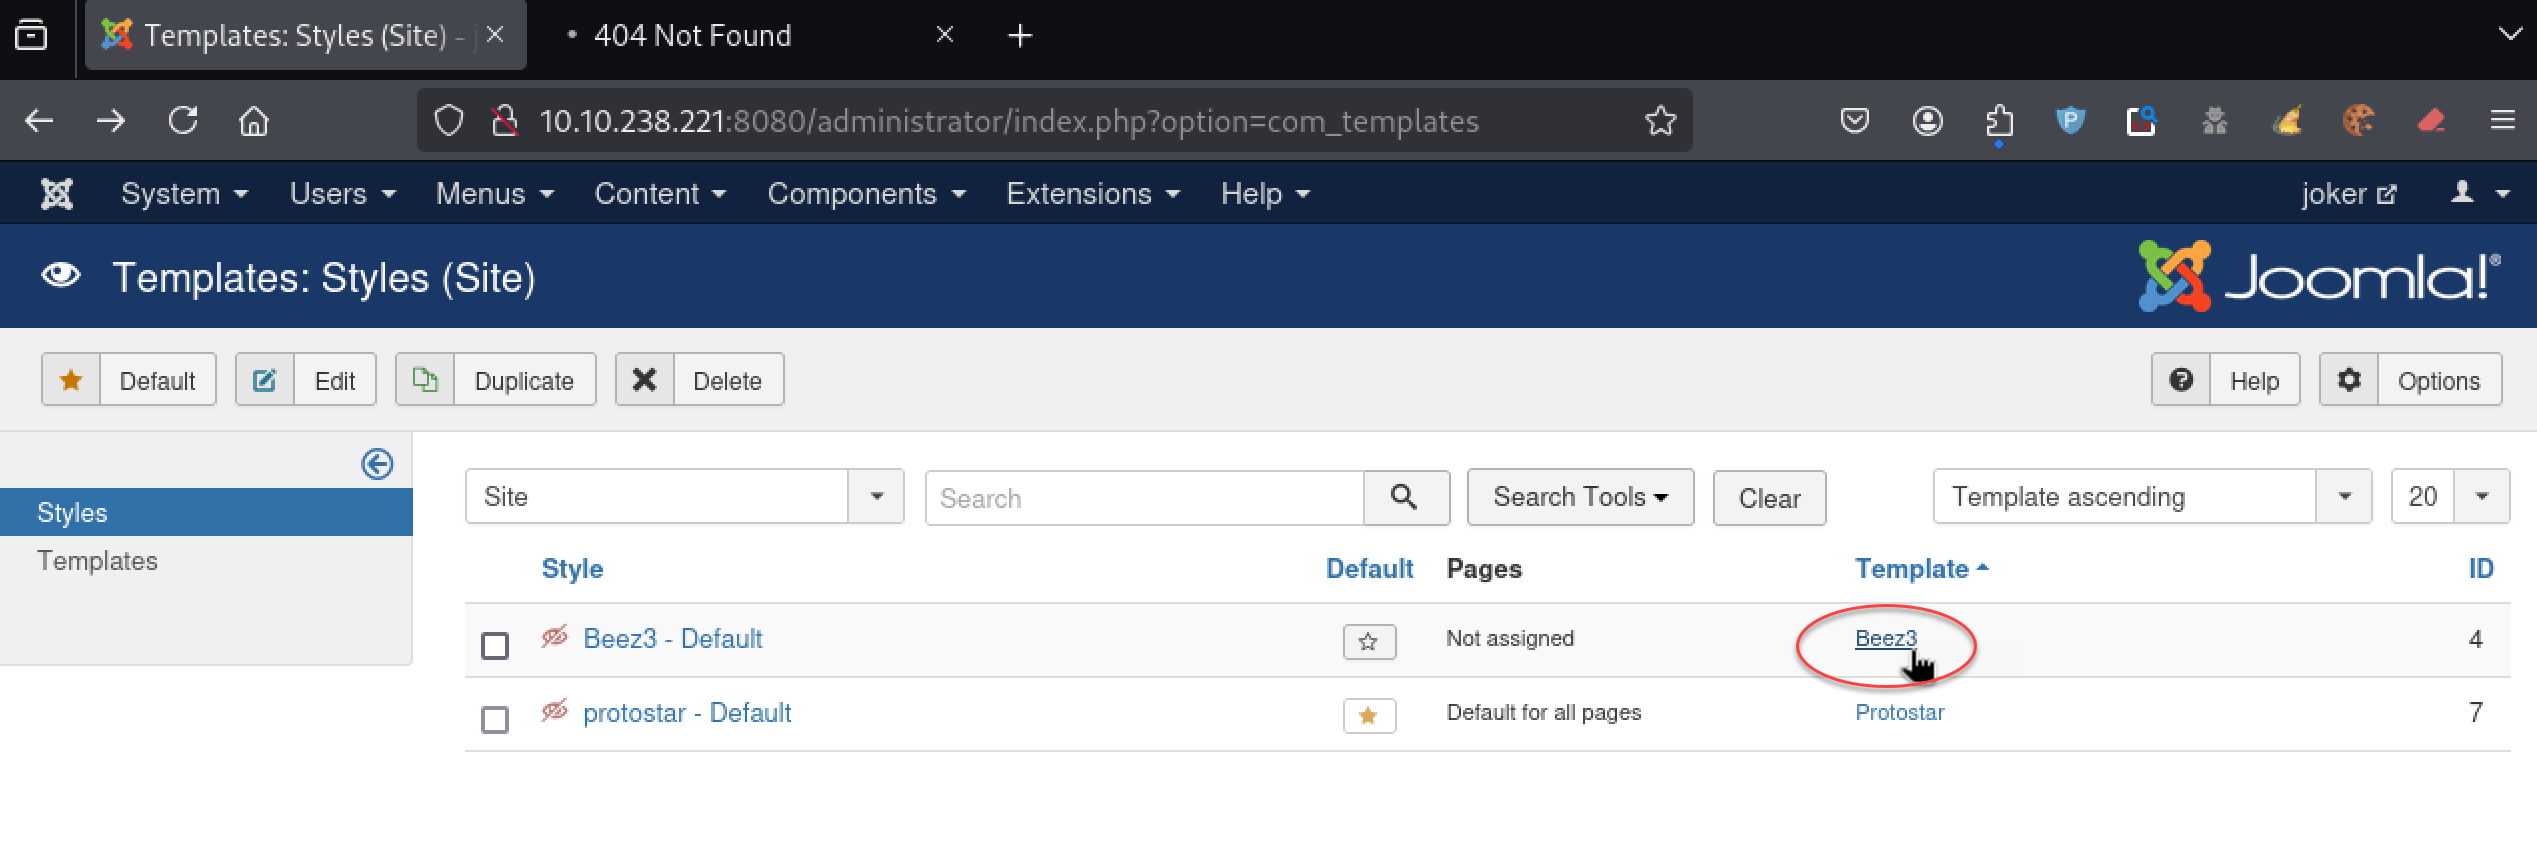 Templates: Styles (Site) -
404 Not Found
10.10.238.221:8080/administrator/index.php?option=com_templates
System Users Menus Content Components Extensions Help joker
Templates: Styles (Site)
Joomla!®
Default Edit Duplicate Delete Help Options
Styles
Templates
Site Search Search Tools Clear Template ascending 20
Style Default Pages Template ID
Beez3 - Default Not assigned Beez3 4
protostar - Default Default for all pages Protostar 7